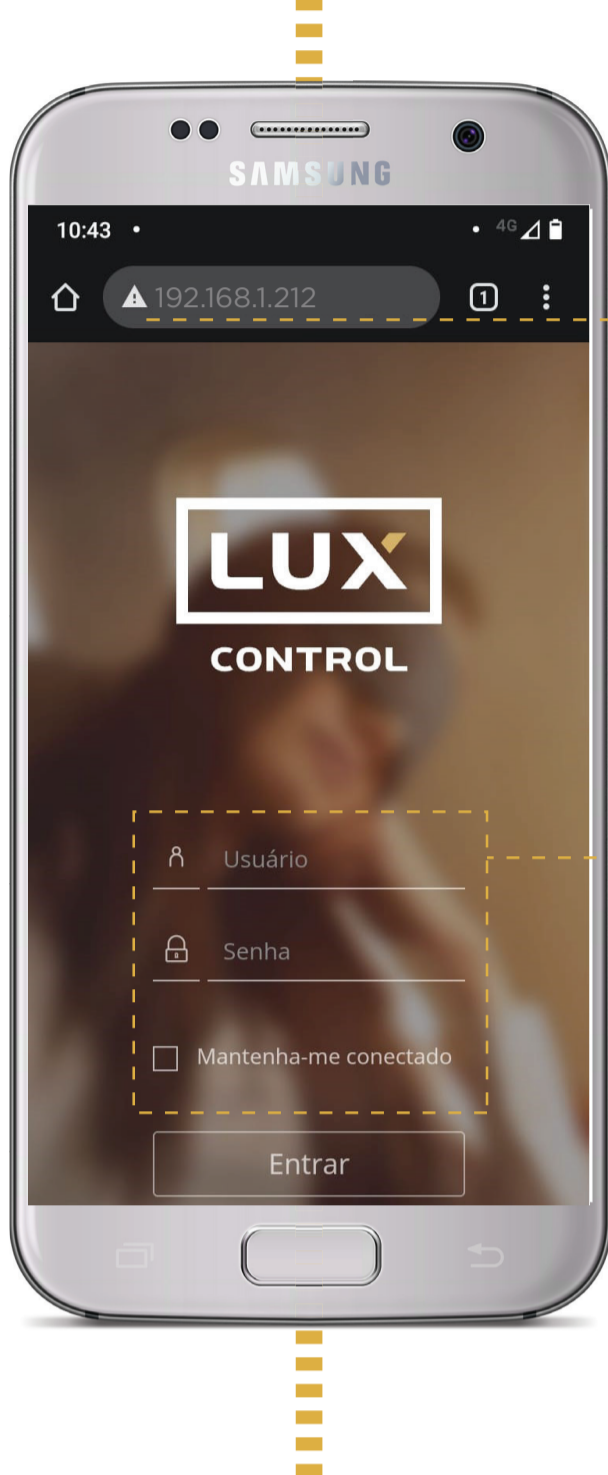 SAMSUNG
10:43
4G
192.168.1.212
1
LUX
CONTROL
Usuário
Senha
Mantenha-me conectado
Entrar